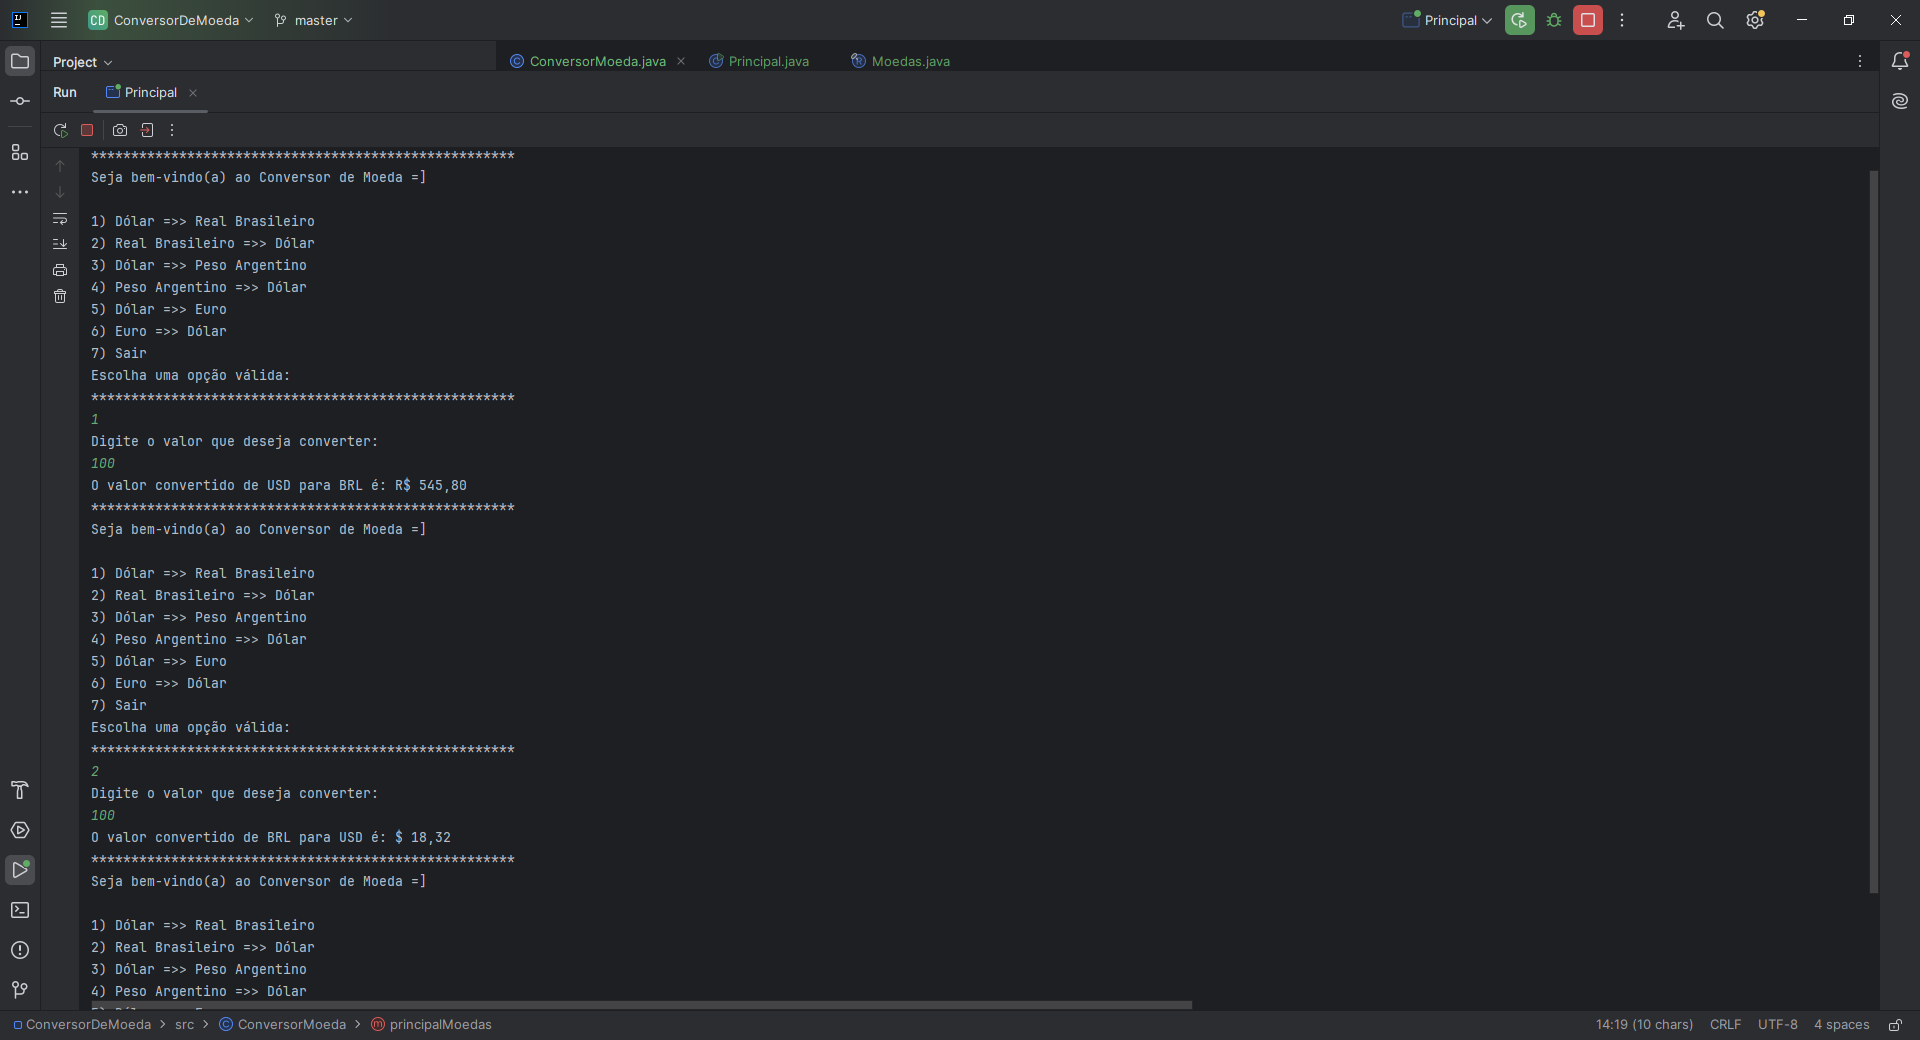 CD ConversorDeMoeda master Principal
Project ConversorMoeda.java Principal.java Moedas.java
Run Principal
*****************************************************
Seja bem-vindo(a) ao Conversor de Moeda =]
1) Dólar =>> Real Brasileiro
2) Real Brasileiro =>> Dólar
3) Dólar =>> Peso Argentino
4) Peso Argentino =>> Dólar
5) Dólar =>> Euro
6) Euro =>> Dólar
7) Sair
Escolha uma opção válida:
*****************************************************
1
Digite o valor que deseja converter:
100
O valor convertido de USD para BRL é: R$ 545,80
*****************************************************
Seja bem-vindo(a) ao Conversor de Moeda =]
1) Dólar =>> Real Brasileiro
2) Real Brasileiro =>> Dólar
3) Dólar =>> Peso Argentino
4) Peso Argentino =>> Dólar
5) Dólar =>> Euro
6) Euro =>> Dólar
7) Sair
Escolha uma opção válida:
*****************************************************
2
Digite o valor que deseja converter:
100
O valor convertido de BRL para USD é: $ 18,32
*****************************************************
Seja bem-vindo(a) ao Conversor de Moeda =]
1) Dólar =>> Real Brasileiro
2) Real Brasileiro =>> Dólar
3) Dólar =>> Peso Argentino
4) Peso Argentino =>> Dólar
ConversorDeMoeda > src > ConversorMoeda > principalMoedas 14:19 (10 chars) CRLF UTF-8 4 spaces